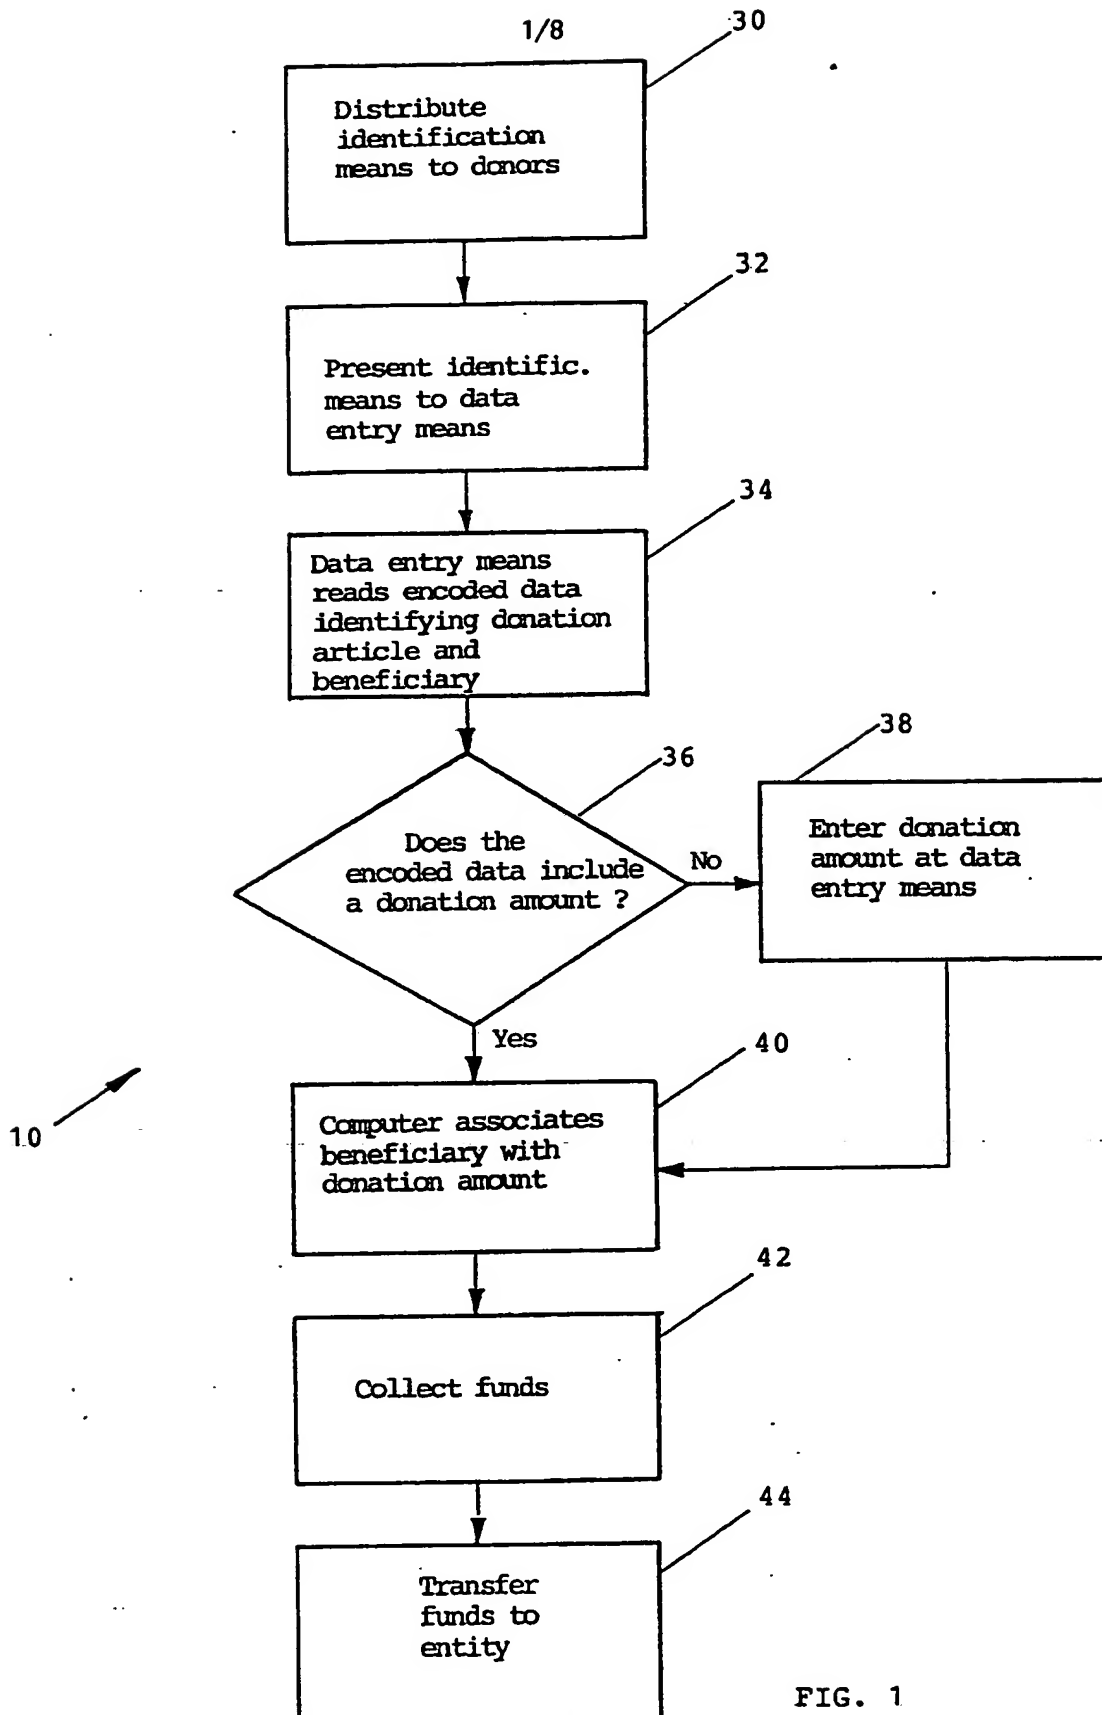 1/8
30
Distribute
identification
means to donors
32
Present identific.
means to data
entry means
34
Data entry means
reads encoded data
identifying donation
article and
beneficiary
36
Does the
encoded data include
a donation amount ?
No
38
Enter donation
amount at data
entry means
Yes
40
Computer associates
beneficiary with
donation amount
10
42
Collect funds
44
Transfer
funds to
entity
FIG. 1